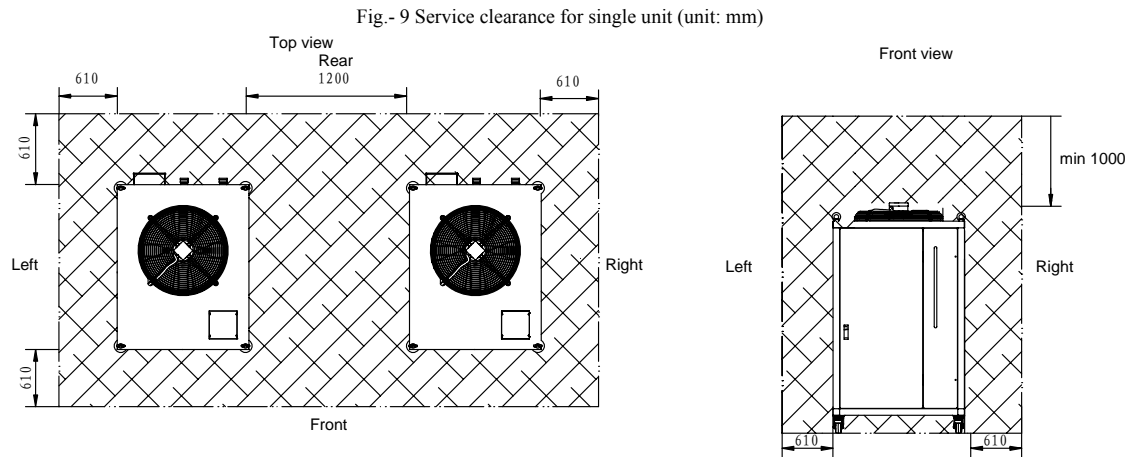 Fig.- 9 Service clearance for single unit (unit: mm)
Top view
Rear
Front view
610
1200
610
610
min 1000
Left
Right
Left
Right
610
Front
610
610